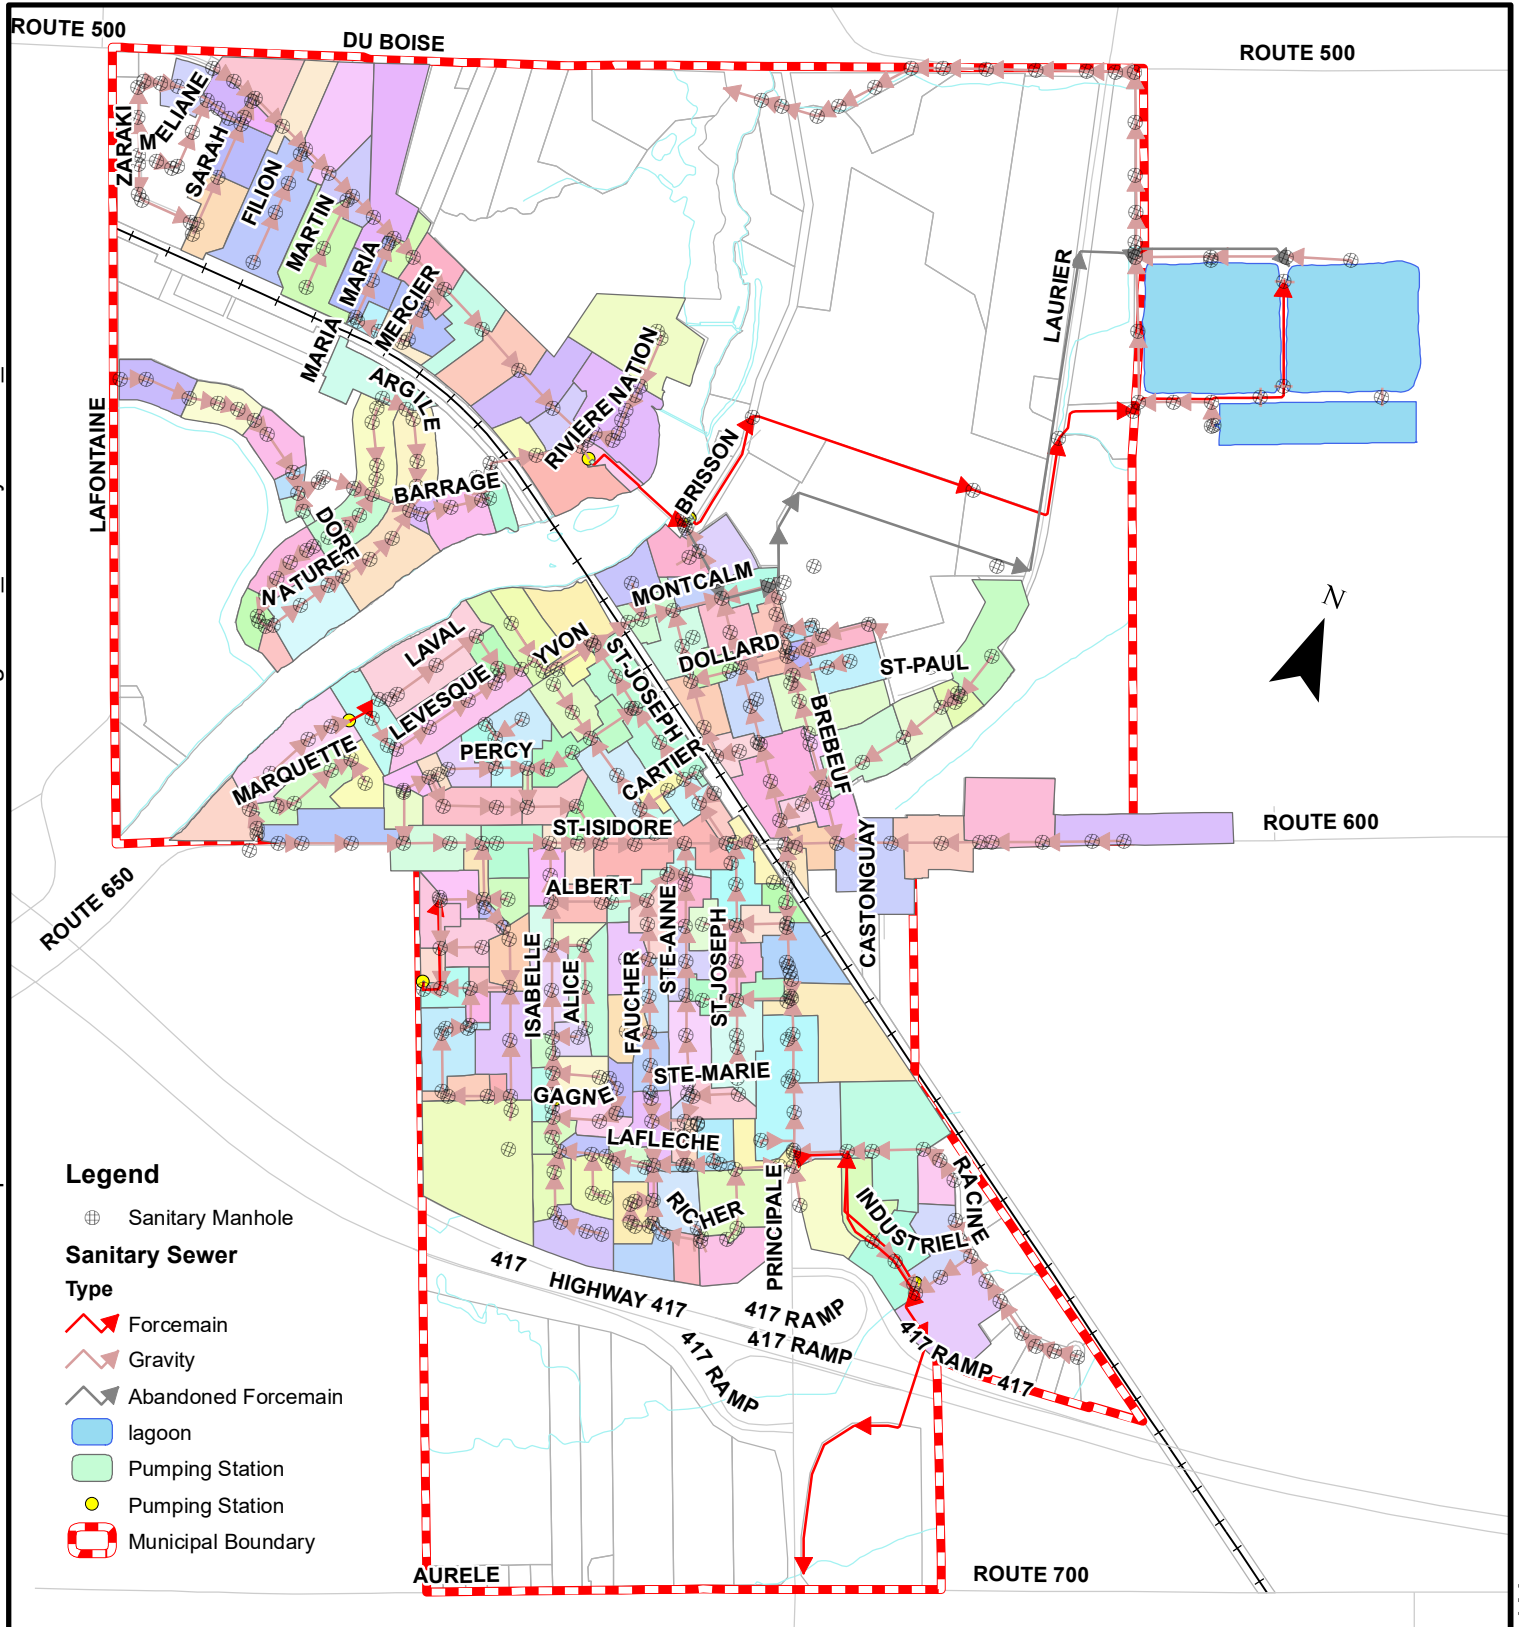 ROUTE 500
DU BOISE
ROUTE 500
ZARAKI
MELIANE
SARAH
FILION
MARTIN
MARIA
MERCIER
MARIA
ARGILE
RIVIERE NATION
LAURIER
LAFONTAINE
BARRAGE
BRISSON
DORE
NATURE
MONTCALM
N
LAVAL
YVON
ST-JOSEPH
DOLLARD
ST-PAUL
LEVESQUE
PERCY
MARQUETTE
CARTIER
BREBEUF
ST-ISIDORE
ROUTE 600
CASTONGUAY
ROUTE 650
ALBERT
ISABELLE
ALICE
FAUCHER
STE-ANNE
ST-JOSEPH
STE-MARIE
GAGNE
LAFLECHE
RICHER
PRINCIPALE
INDUSTRIEL
RACINE
417
HIGHWAY 417
417 RAMP
417 RAMP
417 RAMP
417 RAMP
417
Legend
Sanitary Manhole
Sanitary Sewer
Type
Forcemain
Gravity
Abandoned Forcemain
lagoon
Pumping Station
Pumping Station
Municipal Boundary
AURELE
ROUTE 700